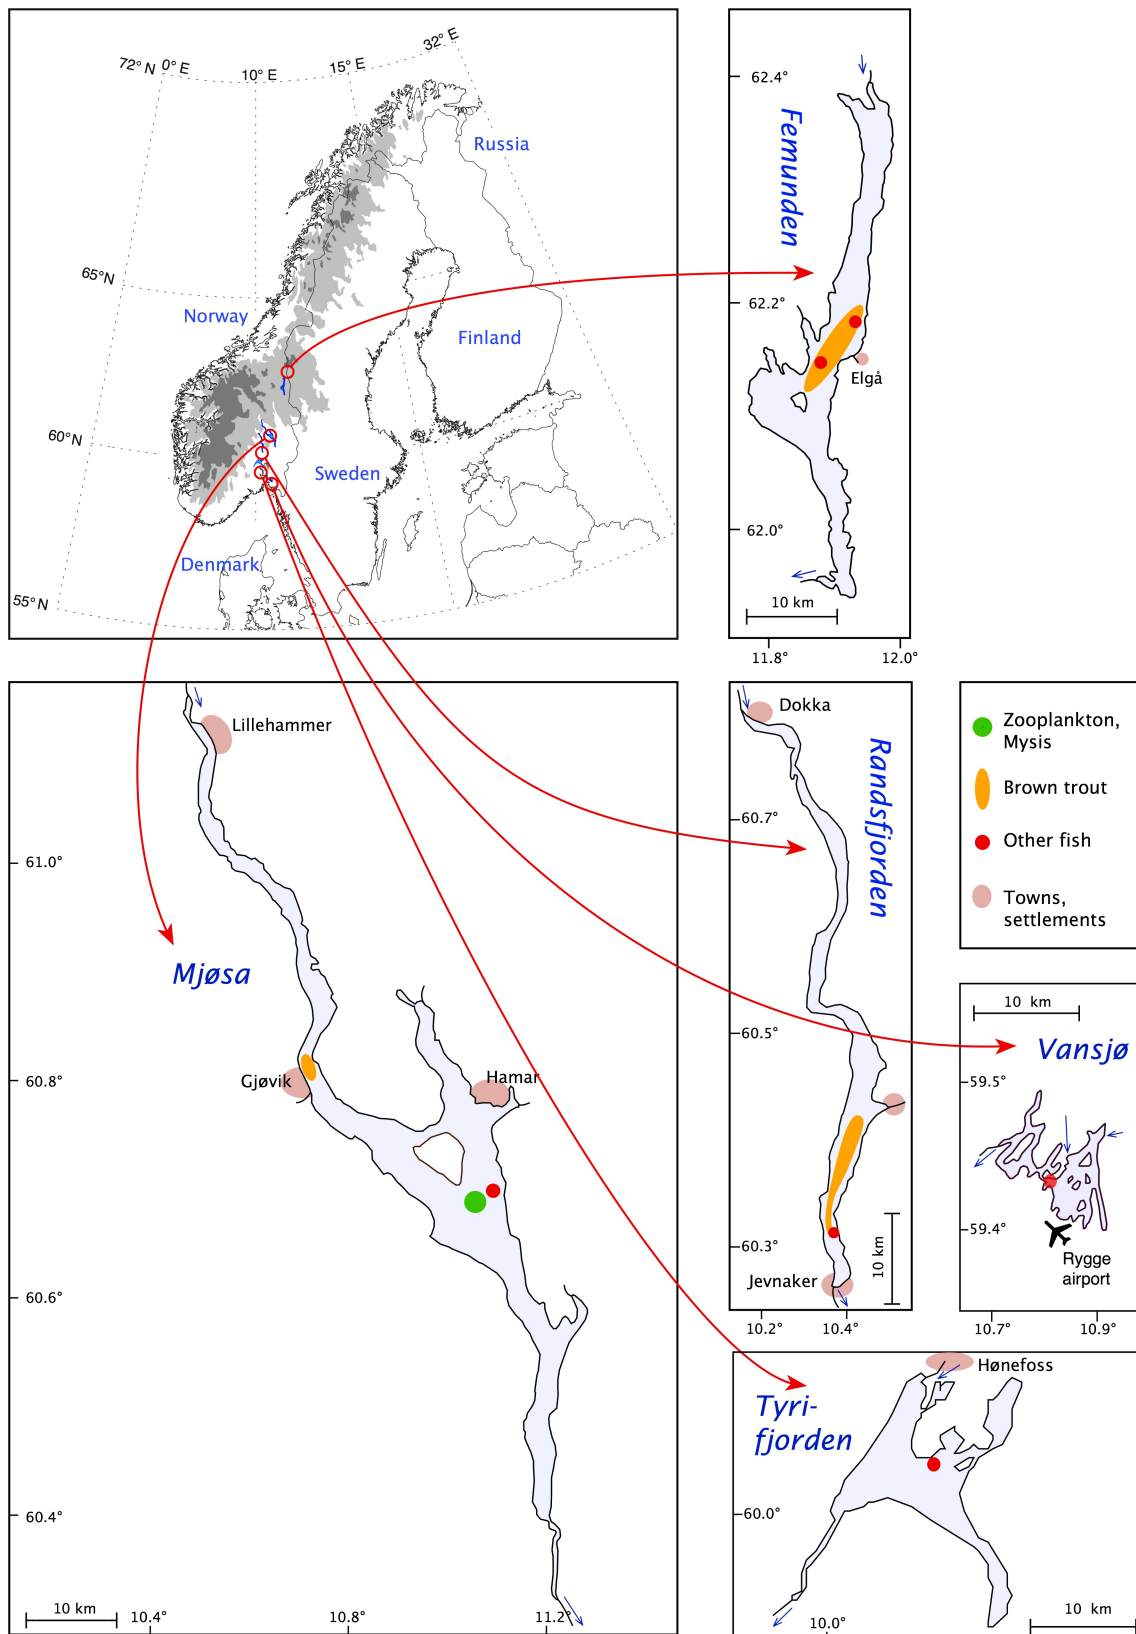 72° N
0° E
10° E
15° E
32° E
Russia
65°N
Norway
Finland
60°N
Sweden
Denmark
55° N
62.4°
Femunden
62.2°
Elgå
62.0°
10 km
11.8°
12.0°
Lillehammer
61.0°
Mjøsa
60.8°
Gjøvik
Hamar
60.6°
60.4°
10 km
10.4°
10.8°
11.2°
Dokka
Randsfjorden
60.7°
60.5°
60.3°
10 km
Jevnaker
10.2°
10.4°
Zooplankton,
Mysis
Brown trout
Other fish
Towns,
settlements
10 km
Vansjø
59.5°
59.4°
Rygge
airport
10.7°
10.9°
Hønefoss
Tyri-
fjorden
60.0°
10.0°
10 km